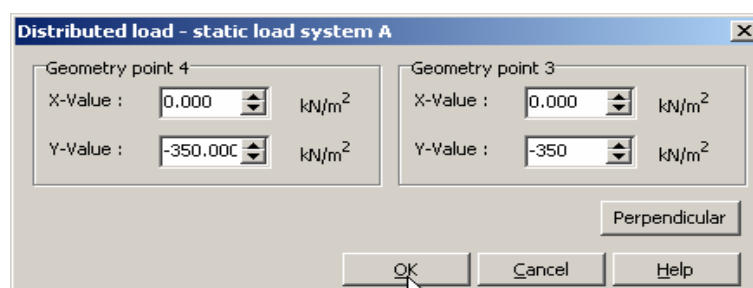 Distributed load - static load system A
Geometry point 4
X-Value : 0.000 kN/m²
Y-Value : -350.000 kN/m²
Geometry point 3
X-Value : 0.000 kN/m²
Y-Value : -350 kN/m²
Perpendicular
OK Cancel Help